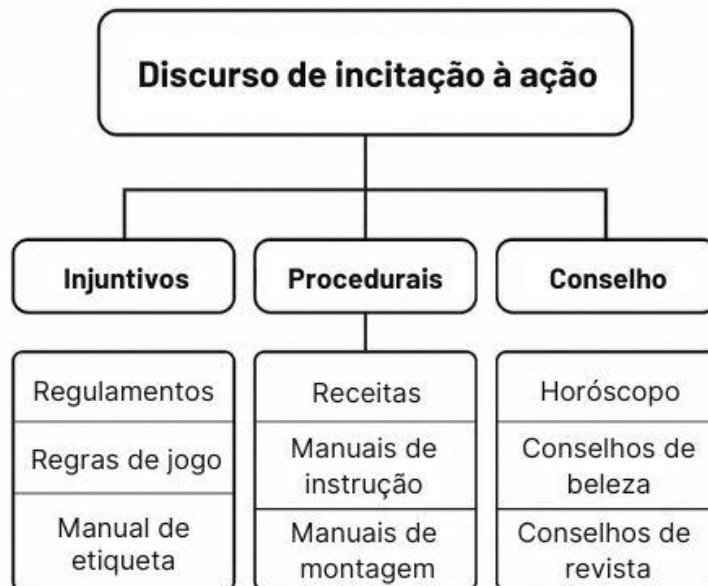 Discurso de incitação à ação
Injuntivos
Procedurais
Conselho
Regulamentos
Regras de jogo
Manual de
etiqueta
Receitas
Manuais de
instrução
Manuais de
montagem
Horóscopo
Conselhos de
beleza
Conselhos de
revista